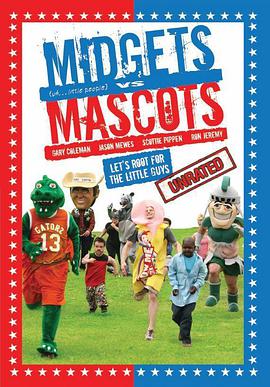 MIDGETS
(uh... little people)
VS
MASCOTS
GARY COLEMAN JASON MEWES SCOTTIE PIPPEN RON JEREMY
LET'S ROOT FOR
THE LITTLE GUYS
UNRATED
GATORZ
13